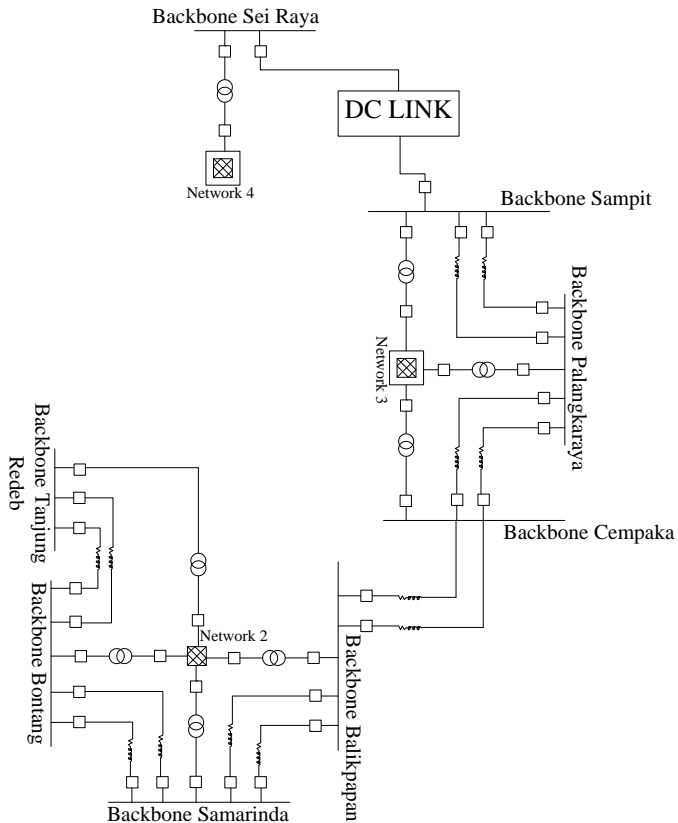 Backbone Sei Raya
DC LINK
Network 4
Backbone Sampit
Backbone Palangkaraya
Network 3
Backbone Cempaka
Backbone Tanjung
Redeb
Network 2
Backbone Bontang
Backbone Balikpapan
Backbone Samarinda